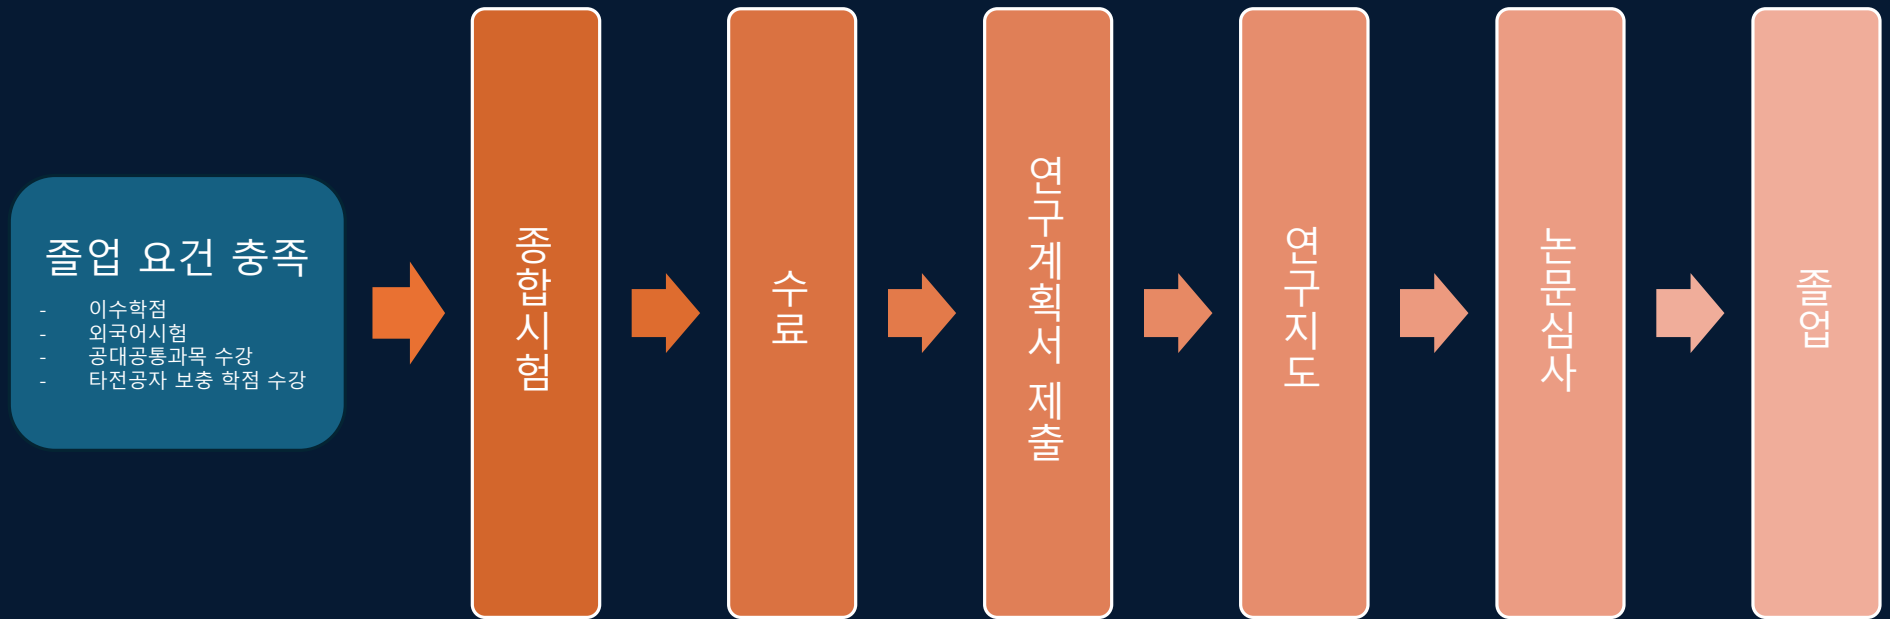 졸업 요건 충족
- 이수학점
- 외국어시험
- 공대공통과목 수강
- 타전공자 보충 학점 수강
종합시험
수료
연구계획서 제출
연구지도
논문심사
졸업